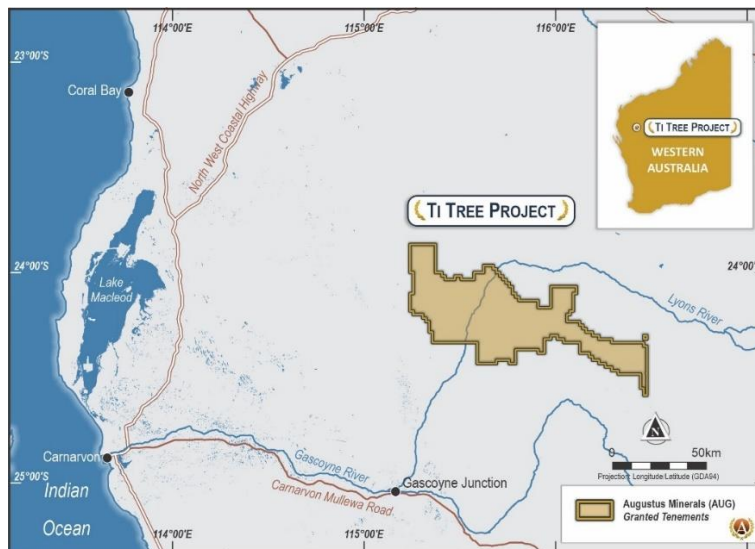 114°00'E
115°00'E
116°00'E
23°00'S
Coral Bay
North West Coastal Highway
TI TREE PROJECT
WESTERN
AUSTRALIA
TI TREE PROJECT
24°00'S
24°00'S
Lake
Macleod
Lyons River
Carnarvon
Gascoyne River
Carnarvon Mullewa Road
Gascoyne Junction
25°00'S
Indian
Ocean
0
50km
Projection: Longitude/Latitude (GDA94)
Augustus Minerals (AUG)
Granted Tenements
114°00'E
115°00'E